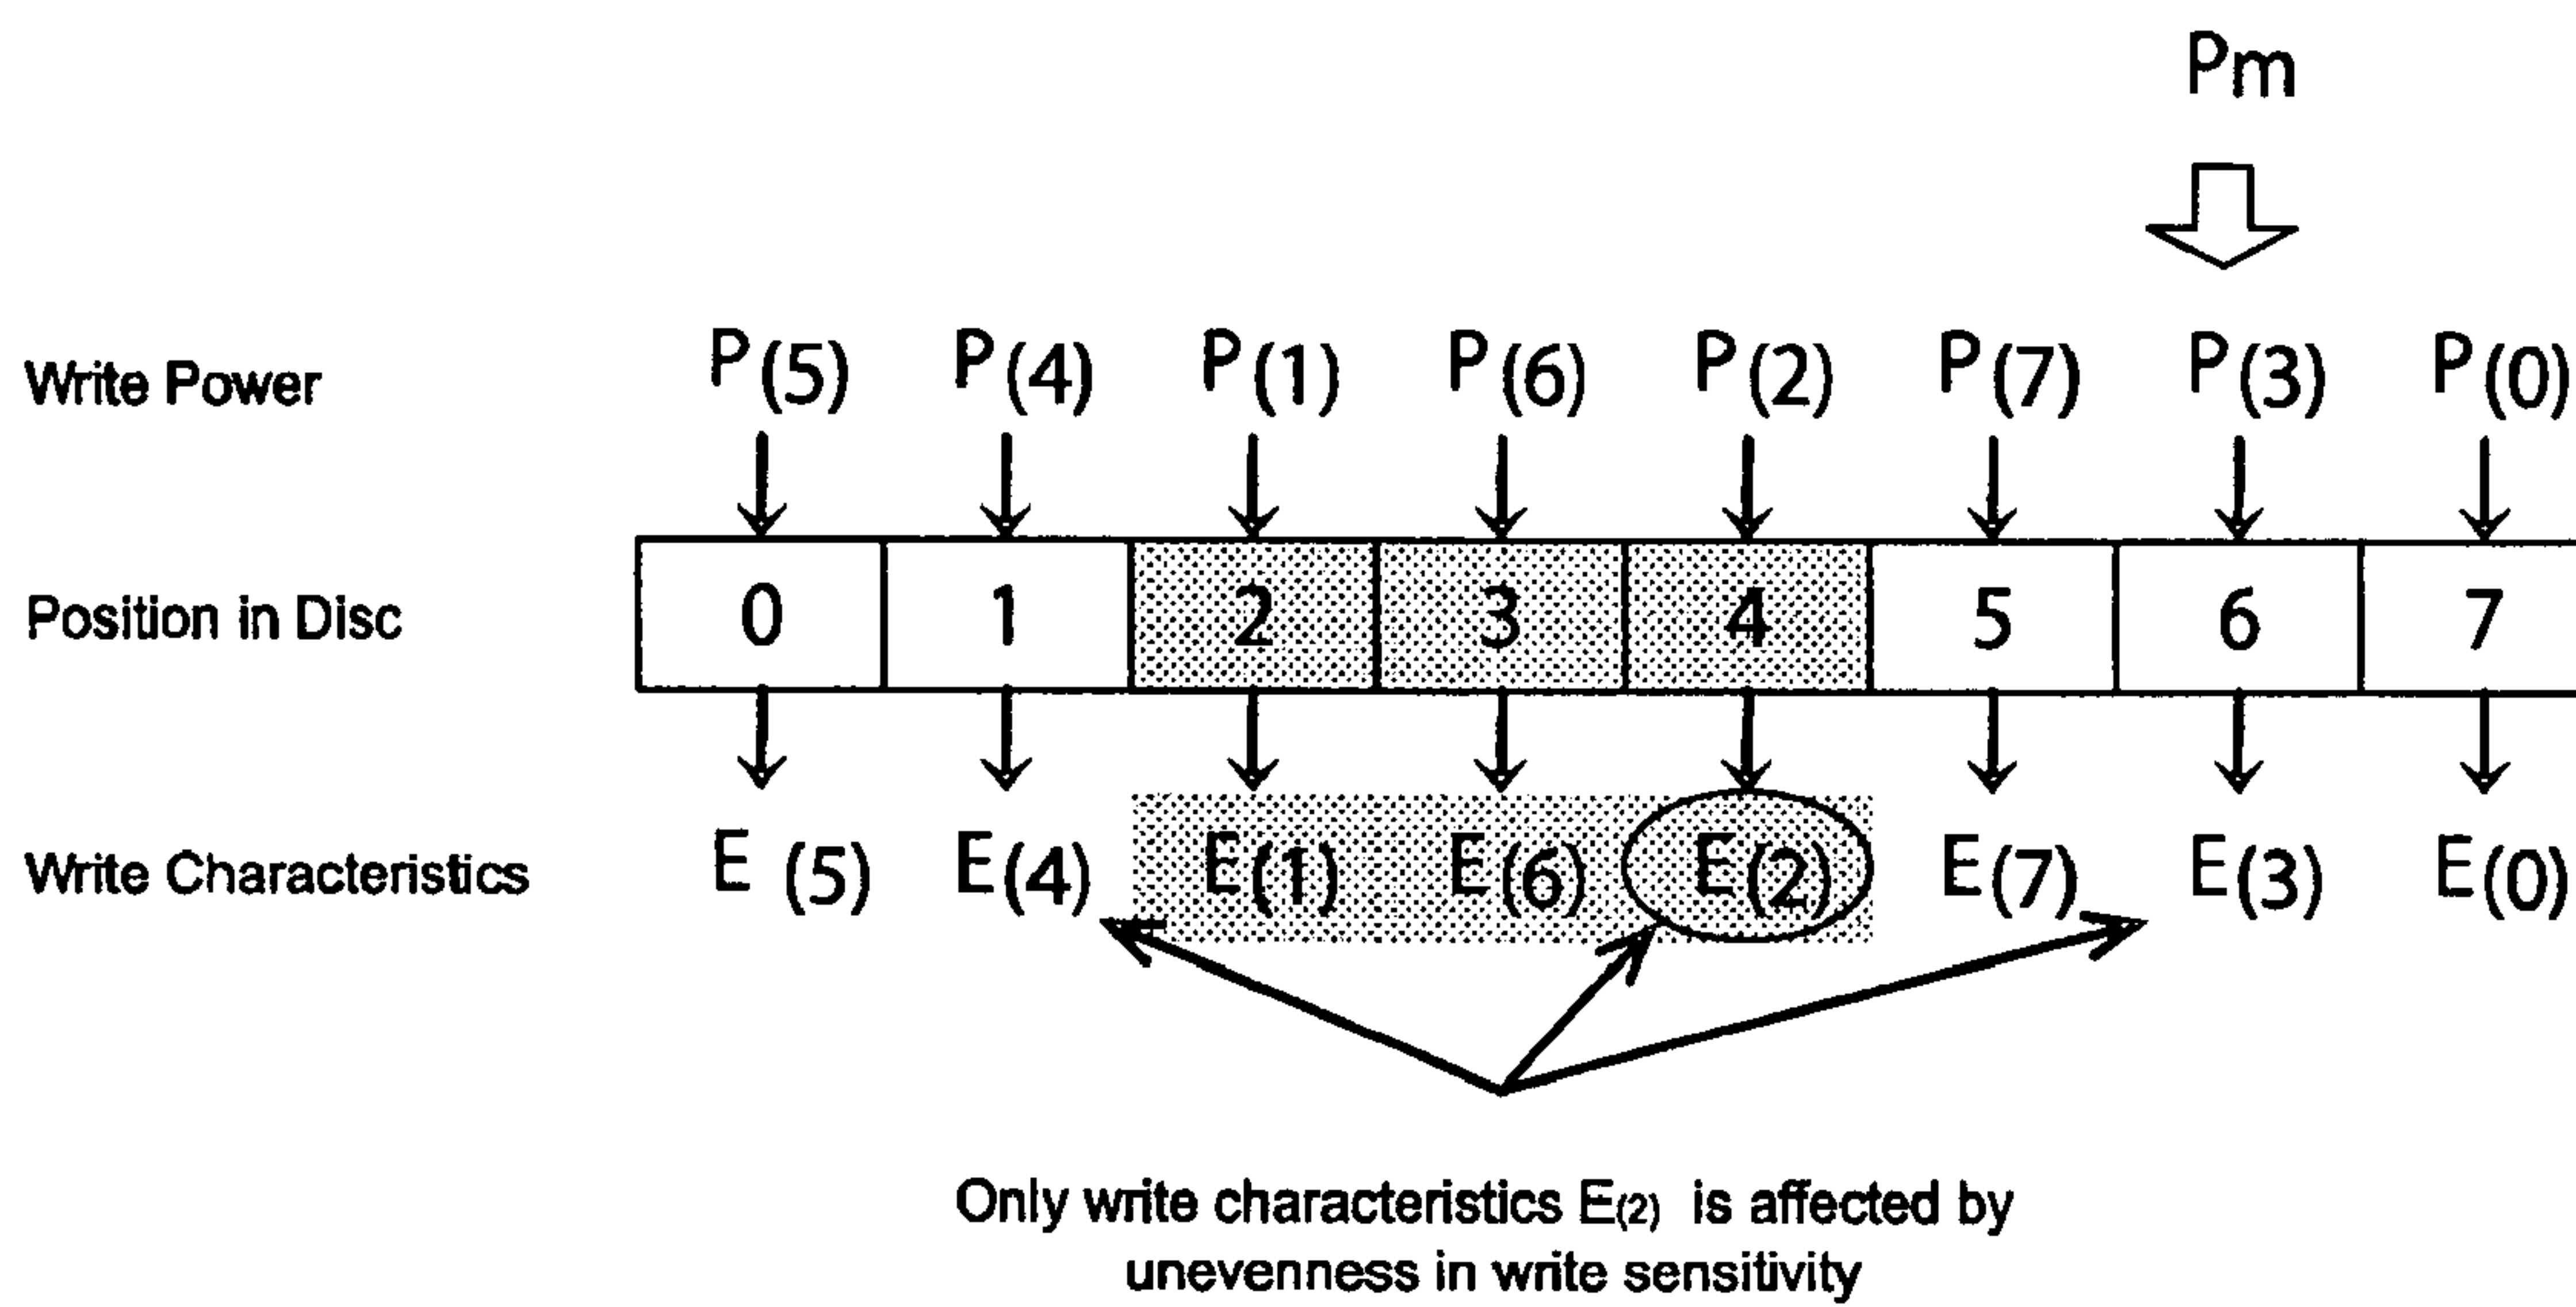 Pm
Write Power P(5) P(4) P(1) P(6) P(2) P(7) P(3) P(0)
Position in Disc 0 1 2 3 4 5 6 7
Write Characteristics E (5) E(4) E(1) E(6) E(2) E(7) E(3) E(0)
Only write characteristics E(2) is affected by
unevenness in write sensitivity